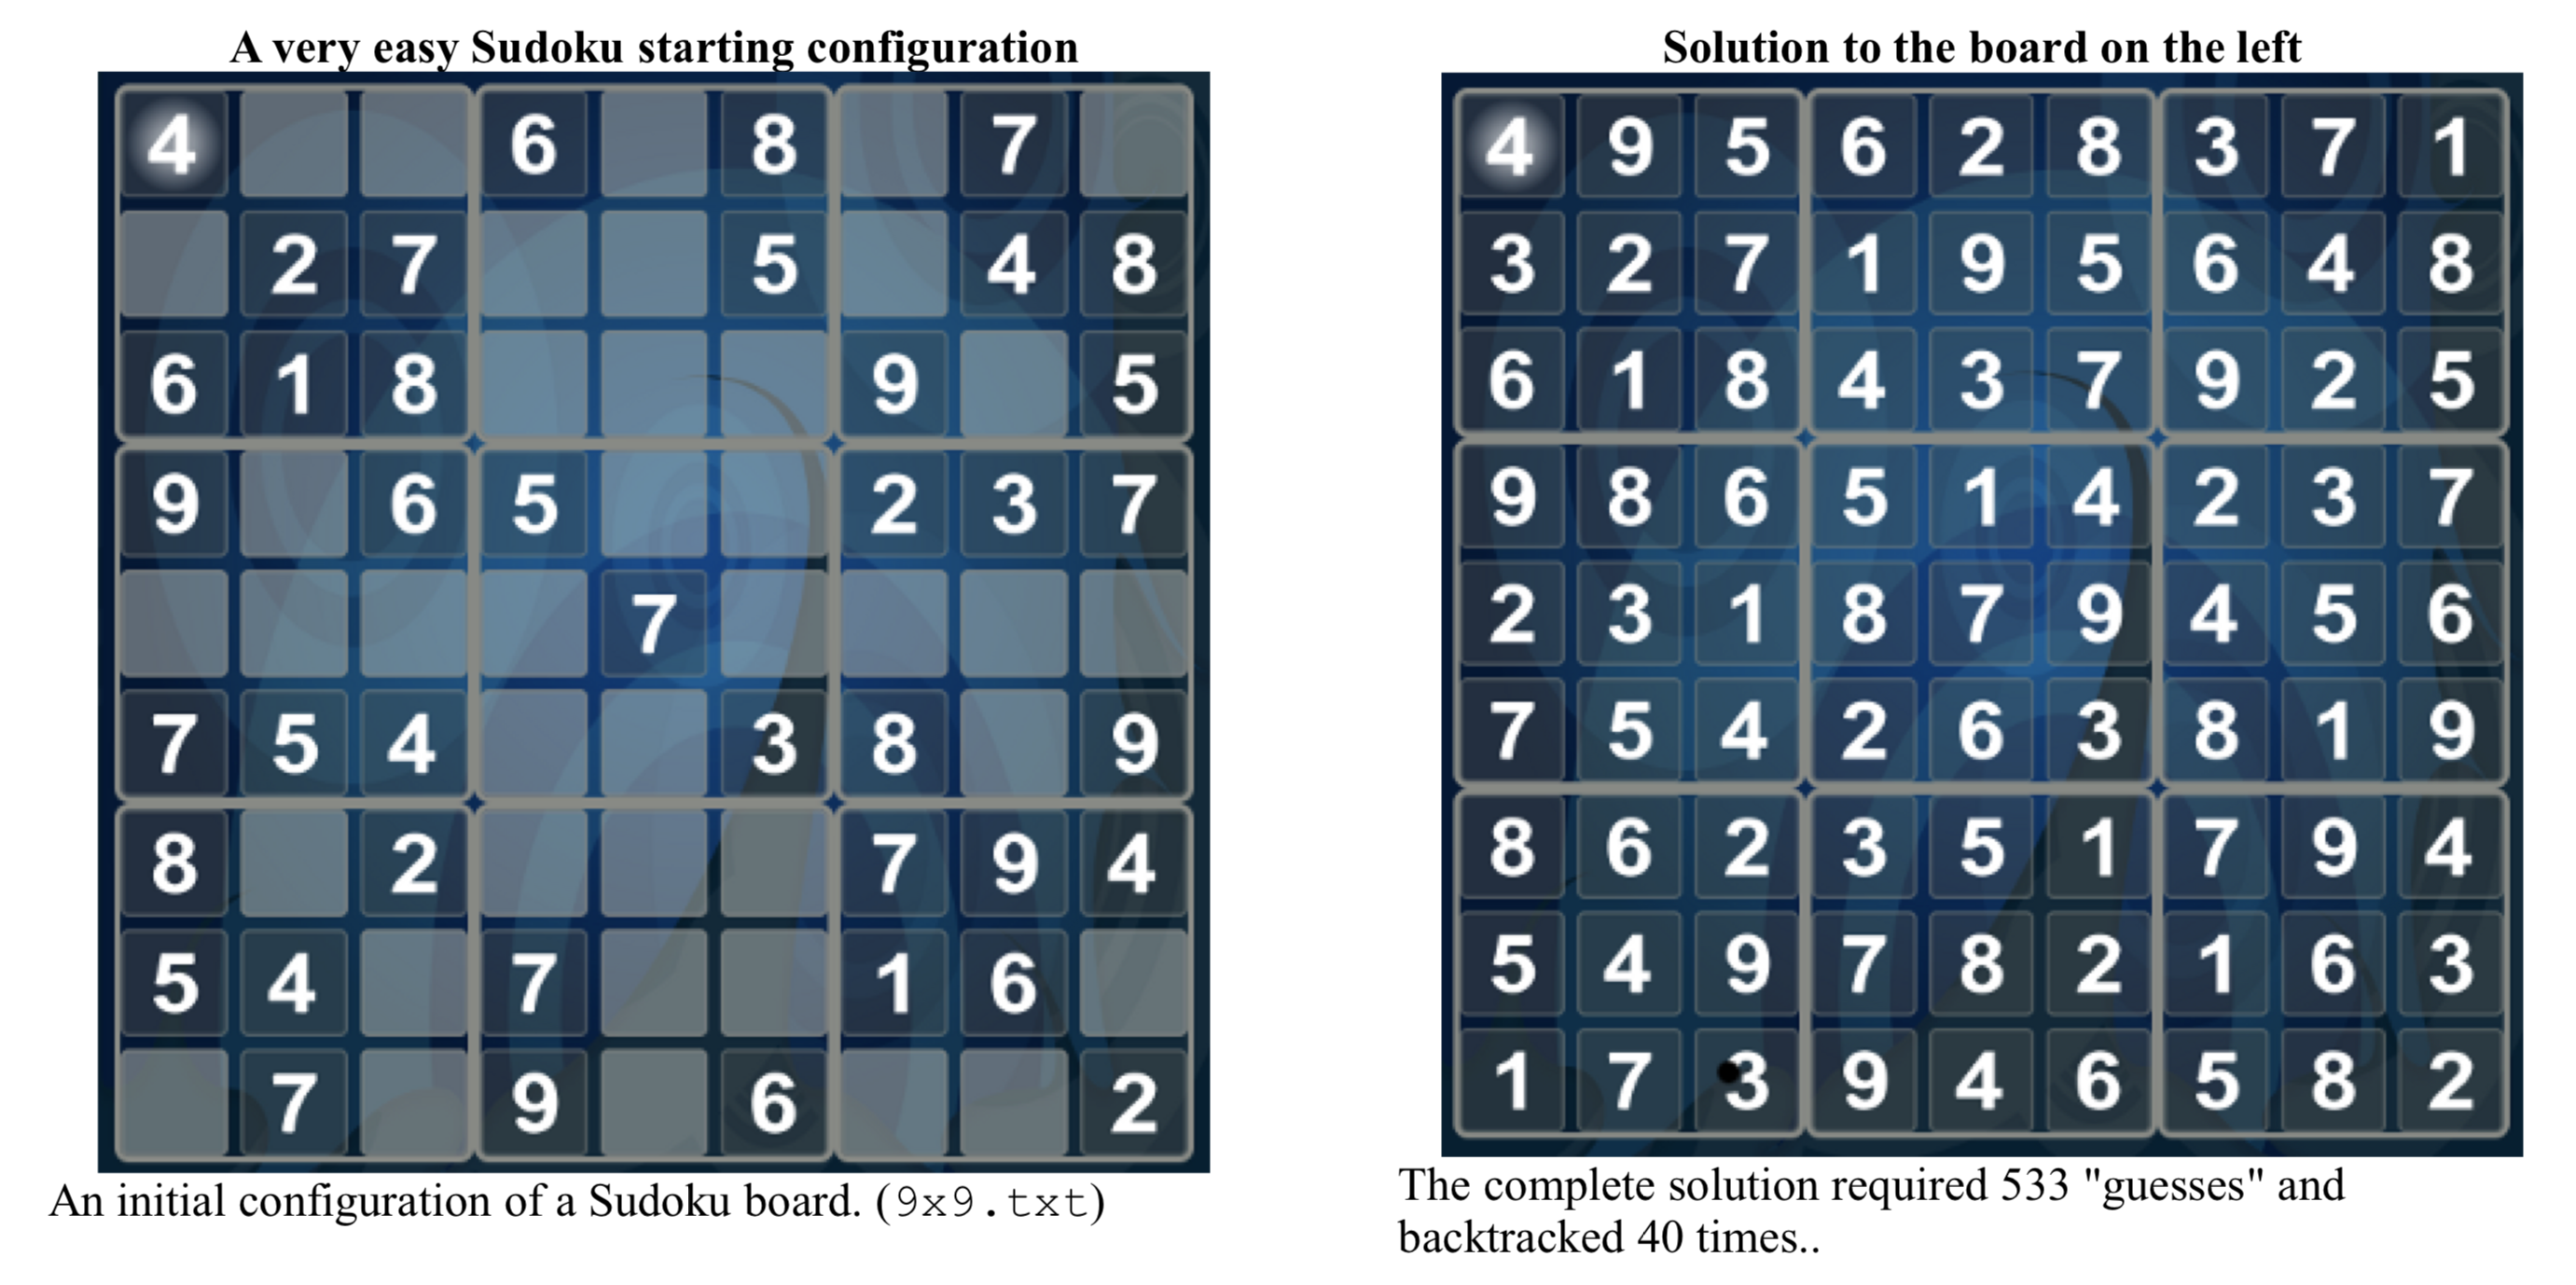 A very easy Sudoku starting configuration
4 6 8 7
2 7 5 4 8
6 1 8 9 5
9 6 5 2 3 7
7
7 5 4 3 8 9
8 2 7 9 4
5 4 7 1 6
7 9 6 2
An initial configuration of a Sudoku board. (9x9.txt)
Solution to the board on the left
4 9 5 6 2 8 3 7 1
3 2 7 1 9 5 6 4 8
6 1 8 4 3 7 9 2 5
9 8 6 5 1 4 2 3 7
2 3 1 8 7 9 4 5 6
7 5 4 2 6 3 8 1 9
8 6 2 3 5 1 7 9 4
5 4 9 7 8 2 1 6 3
1 7 3 9 4 6 5 8 2
The complete solution required 533 "guesses" and
backtracked 40 times..